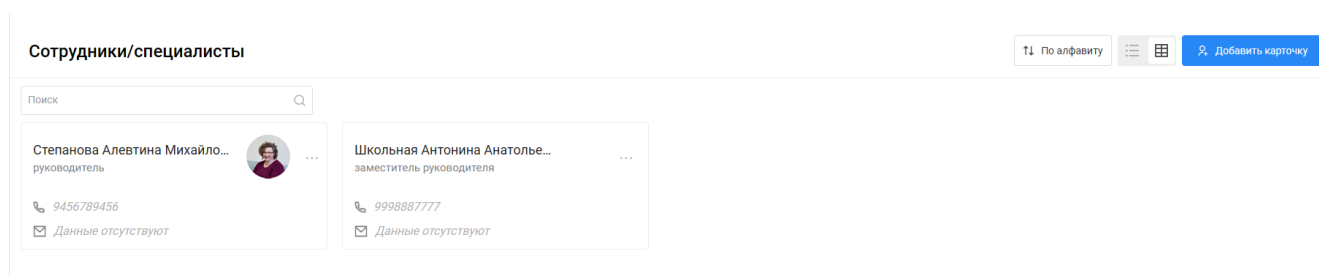 Сотрудники/специалисты
По алфавиту
Добавить карточку
Поиск
Степанова Алевтина Михайло...
руководитель
9456789456
Данные отсутствуют
Школьная Антонина Анатолье...
заместитель руководителя
9998887777
Данные отсутствуют